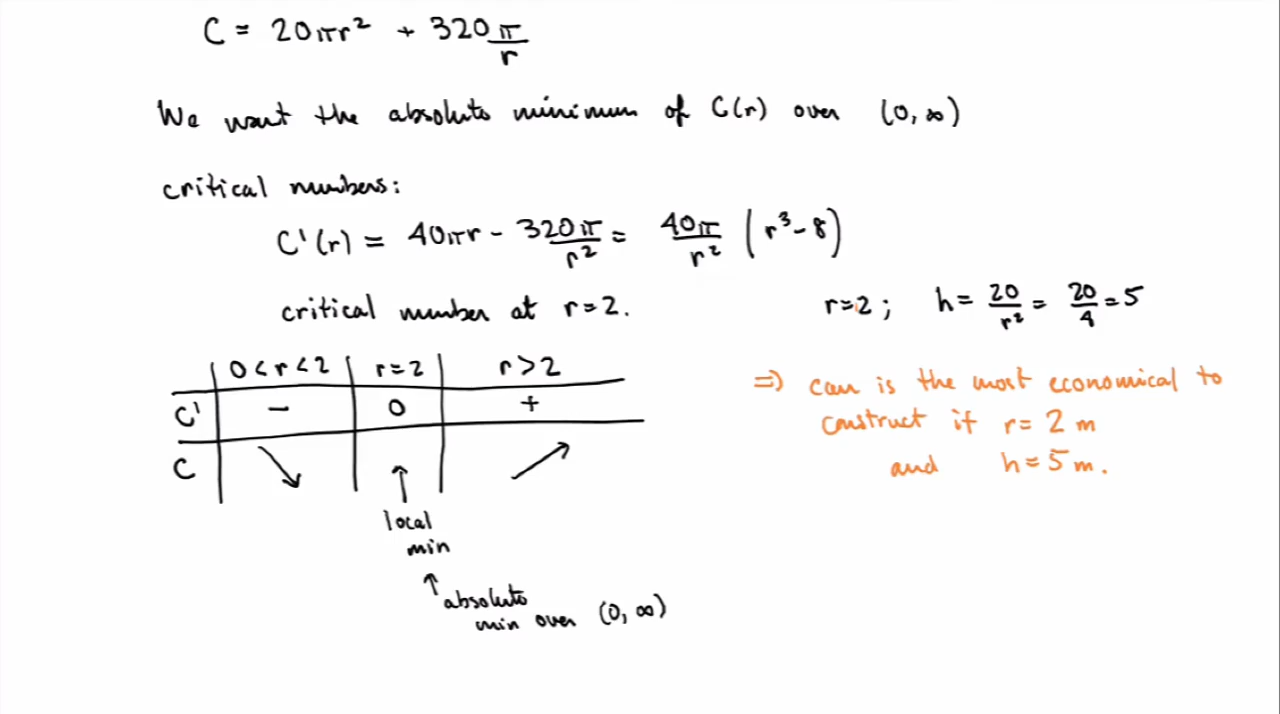 C = 20πr² + 320π/r
We want the absolute minimum of C(r) over (0, ∞)
critical numbers:
C'(r) = 40πr - 320π/r² = 40π/r² (r³-8)
critical number at r=2.
r=2; h = 20/r² = 20/4 = 5
0<r<2 r=2 r>2
C' - 0 +
C ↘ ↑ ↗
local
min
↑ absolute
min over (0, ∞)
⇒) can is the most economical to
construct if r= 2 m
and h=5m.